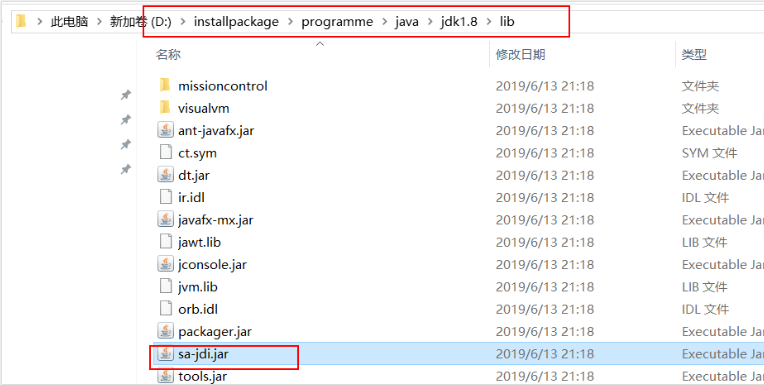 此电脑 > 新加卷 (D:) > installpackage > programme > java > jdk1.8 > lib
名称 修改日期 类型
missioncontrol 2019/6/13 21:18 文件夹
visualvm 2019/6/13 21:18 文件夹
ant-javafx.jar 2019/6/13 21:18 Executable Jar
ct.sym 2019/6/13 21:18 SYM 文件
dt.jar 2019/6/13 21:18 Executable Jar
ir.idl 2019/6/13 21:18 IDL 文件
javafx-mx.jar 2019/6/13 21:18 Executable Jar
jawt.lib 2019/6/13 21:18 LIB 文件
jconsole.jar 2019/6/13 21:18 Executable Jar
jvm.lib 2019/6/13 21:18 LIB 文件
orb.idl 2019/6/13 21:18 IDL 文件
packager.jar 2019/6/13 21:18 Executable Jar
sa-jdi.jar 2019/6/13 21:18 Executable Jar
tools.jar 2019/6/13 21:18 Executable Jar